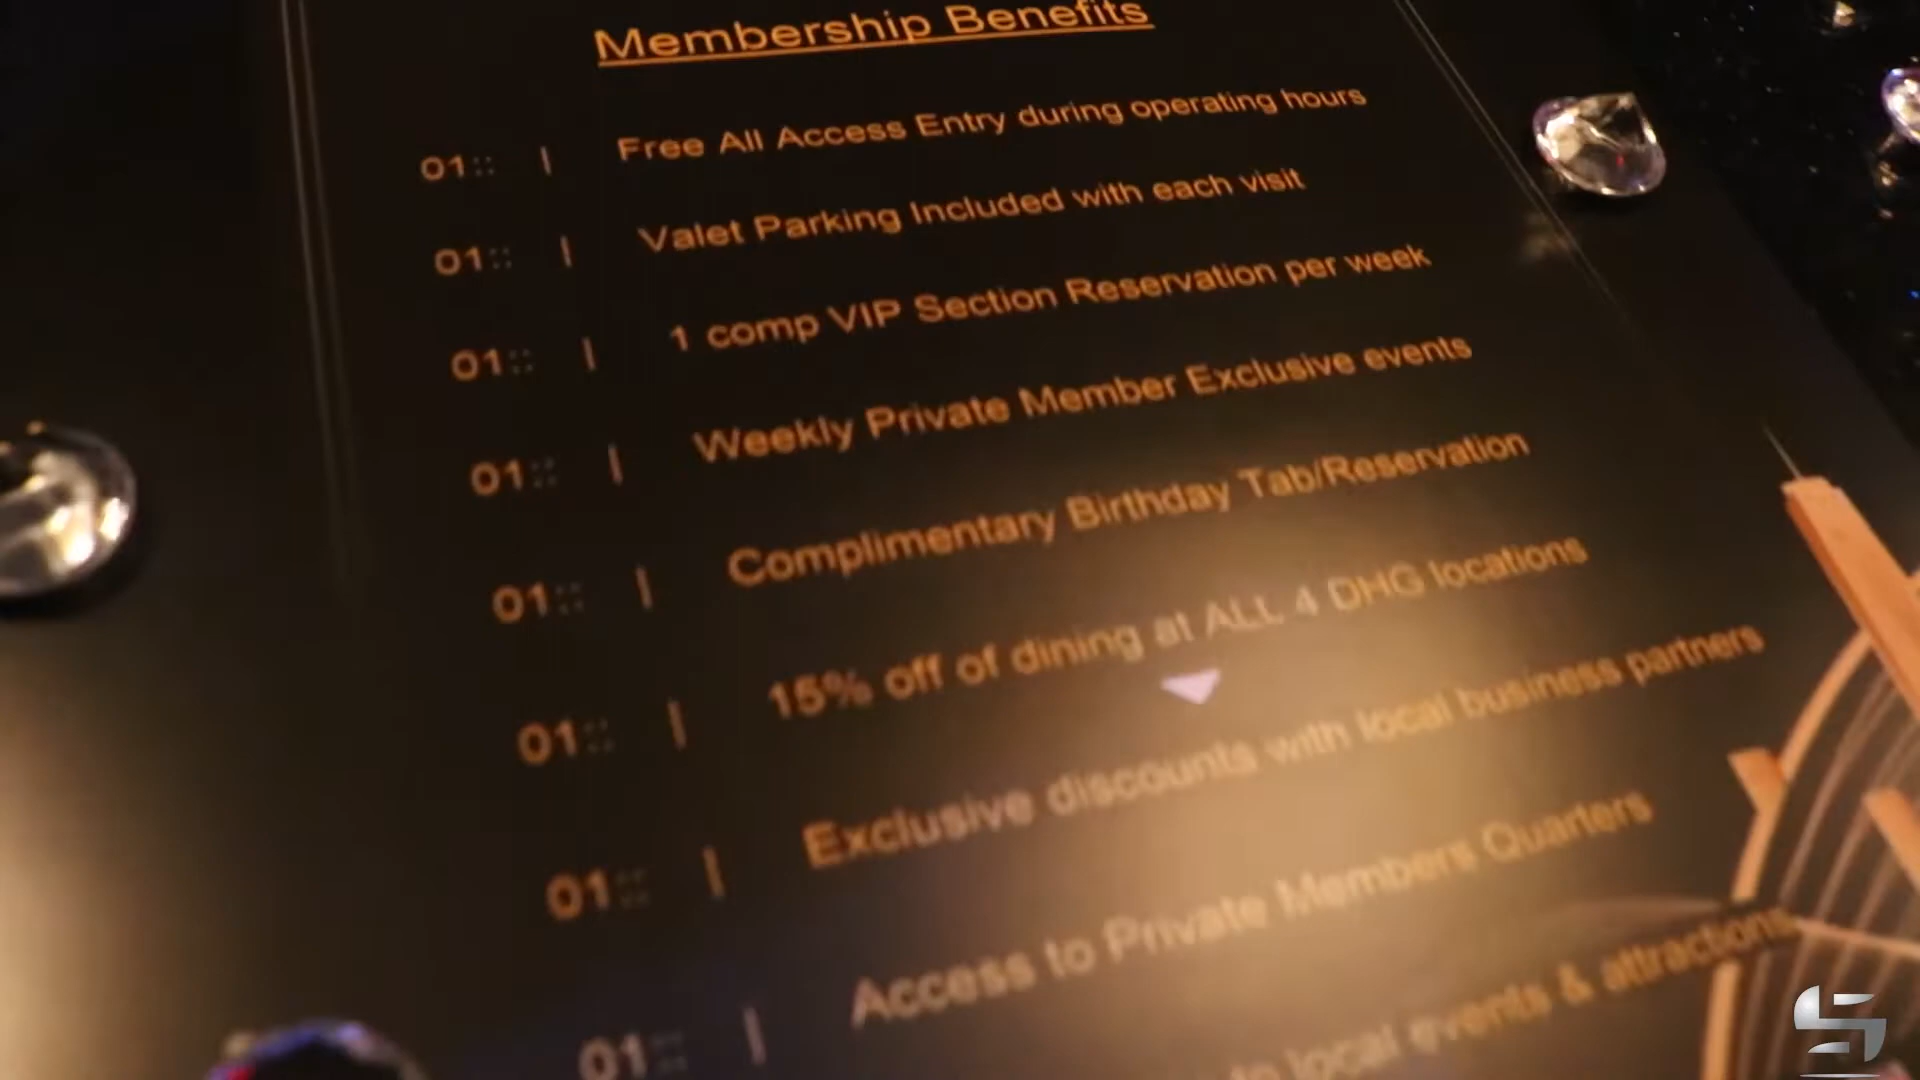 Membership Benefits
01:: | Free All Access Entry during operating hours
01:: | Valet Parking Included with each visit
01:: | 1 comp VIP Section Reservation per week
01:: | Weekly Private Member Exclusive events
01:: | Complimentary Birthday Tab/Reservation
01:: | 15% off of dining at ALL 4 DHG locations
01:: | Exclusive discounts with local business partners
01:: | Access to Private Members Quarters
to local events & attractions